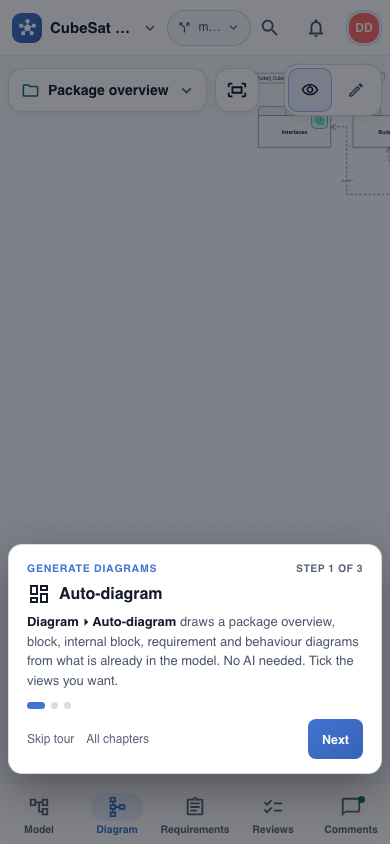 CubeSat ...
m...
DD
Package overview
Interfaces
GENERATE DIAGRAMS
STEP 1 OF 3
Auto-diagram
Diagram ▸ Auto-diagram draws a package overview,
block, internal block, requirement and behaviour diagrams
from what is already in the model. No AI needed. Tick the
views you want.
Skip tour
All chapters
Next
Model
Diagram
Requirements
Reviews
Comments